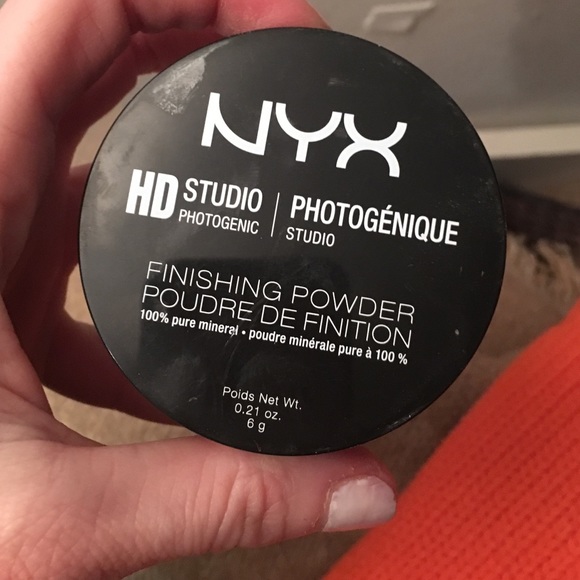 NYX
HD STUDIO PHOTOGENIC | PHOTOGÉNIQUE STUDIO
FINISHING POWDER
POUDRE DE FINITION
100% pure mineral • poudre minérale pure à 100 %
Poids Net Wt.
0.21 oz.
6 g